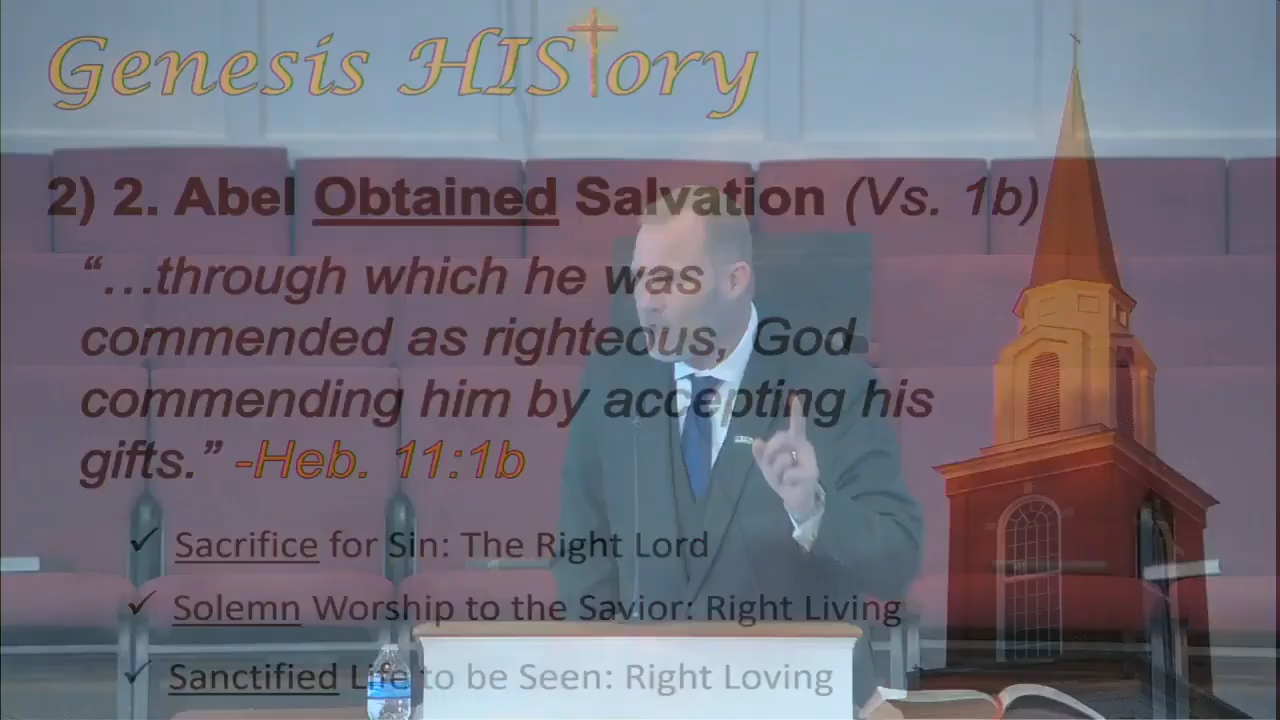 Genesis HIStory
2) 2. Abel Obtained Salvation (Vs. 1b)
“…through which he was
commended as righteous, God
commending him by accepting his
gifts.” -Heb. 11:1b
✓ Sacrifice for Sin: The Right Lord
✓ Solemn Worship to the Savior: Right Living
✓ Sanctified Life to be Seen: Right Loving